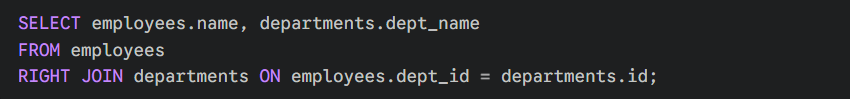 SELECT employees.name, departments.dept_name
FROM employees
RIGHT JOIN departments ON employees.dept_id = departments.id;